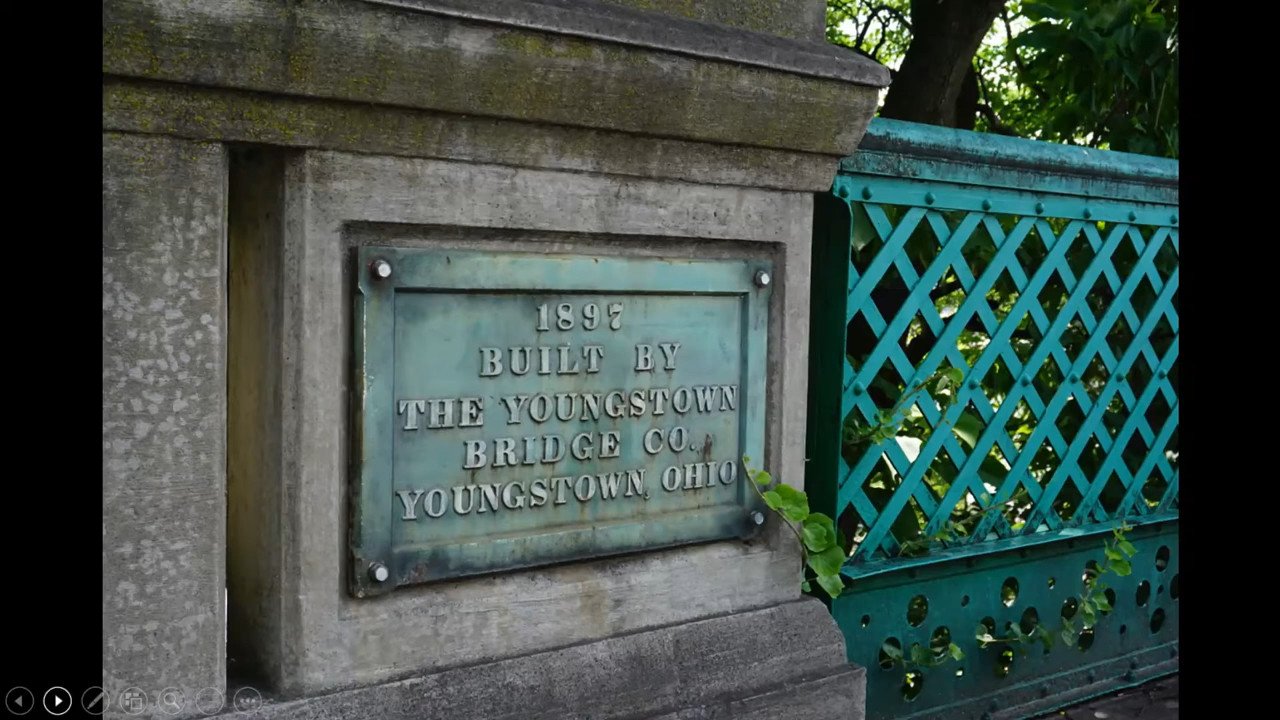 1897
BUILT BY
THE YOUNGSTOWN
BRIDGE CO.
YOUNGSTOWN, OHIO